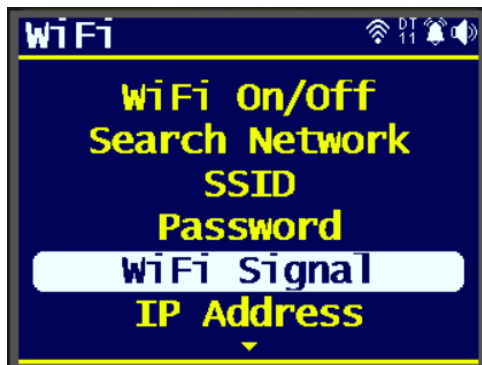 WiFi
DT
11
WiFi On/Off
Search Network
SSID
Password
WiFi Signal
IP Address